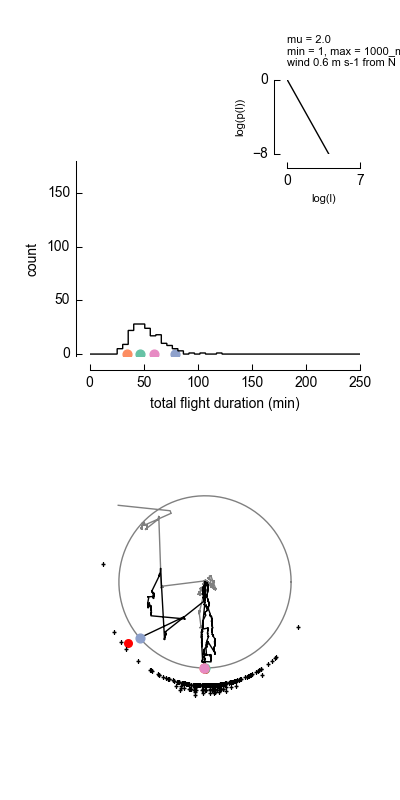 mu = 2.0
min = 1, max = 1000_m
wind 0.6 m s-1 from N
0
log(p(l))
−8
0
7
log(l)
150
100
50
0
count
0
50
100
150
200
250
total flight duration (min)